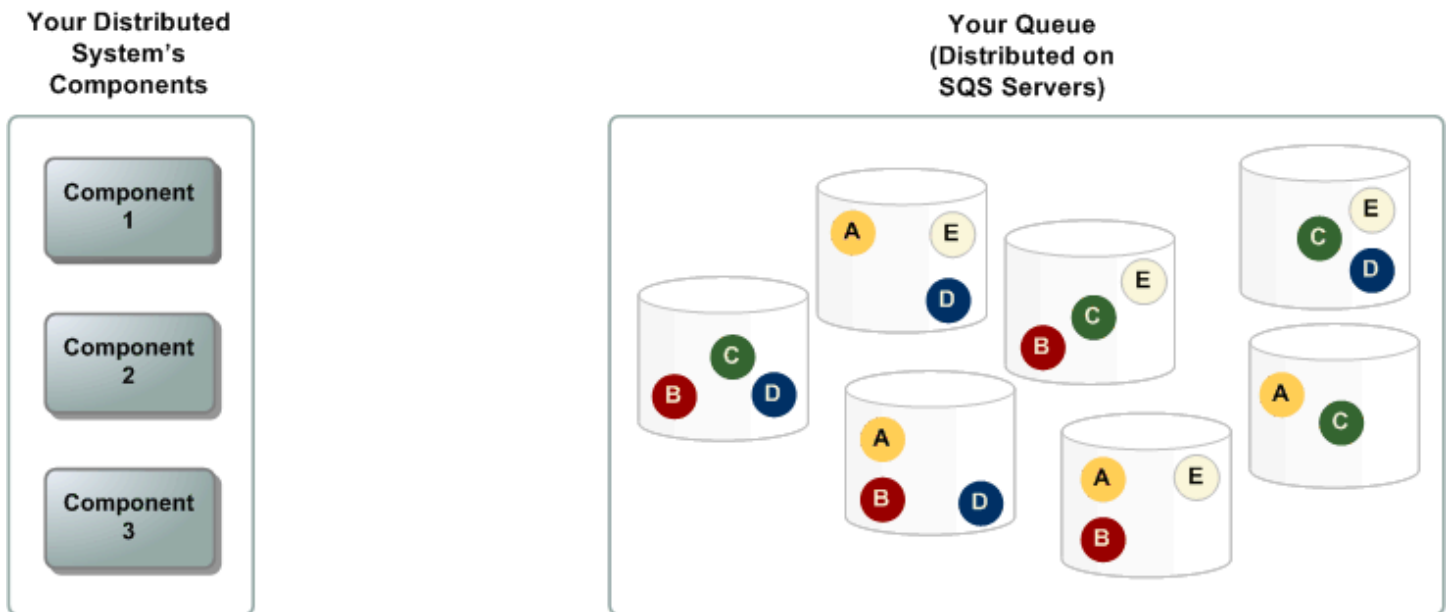 Your Distributed
System's
Components
Component
1
Component
2
Component
3
Your Queue
(Distributed on
SQS Servers)
C
B
D
A
E
D
E
C
B
E
C
D
A
B
D
A
E
B
A
C